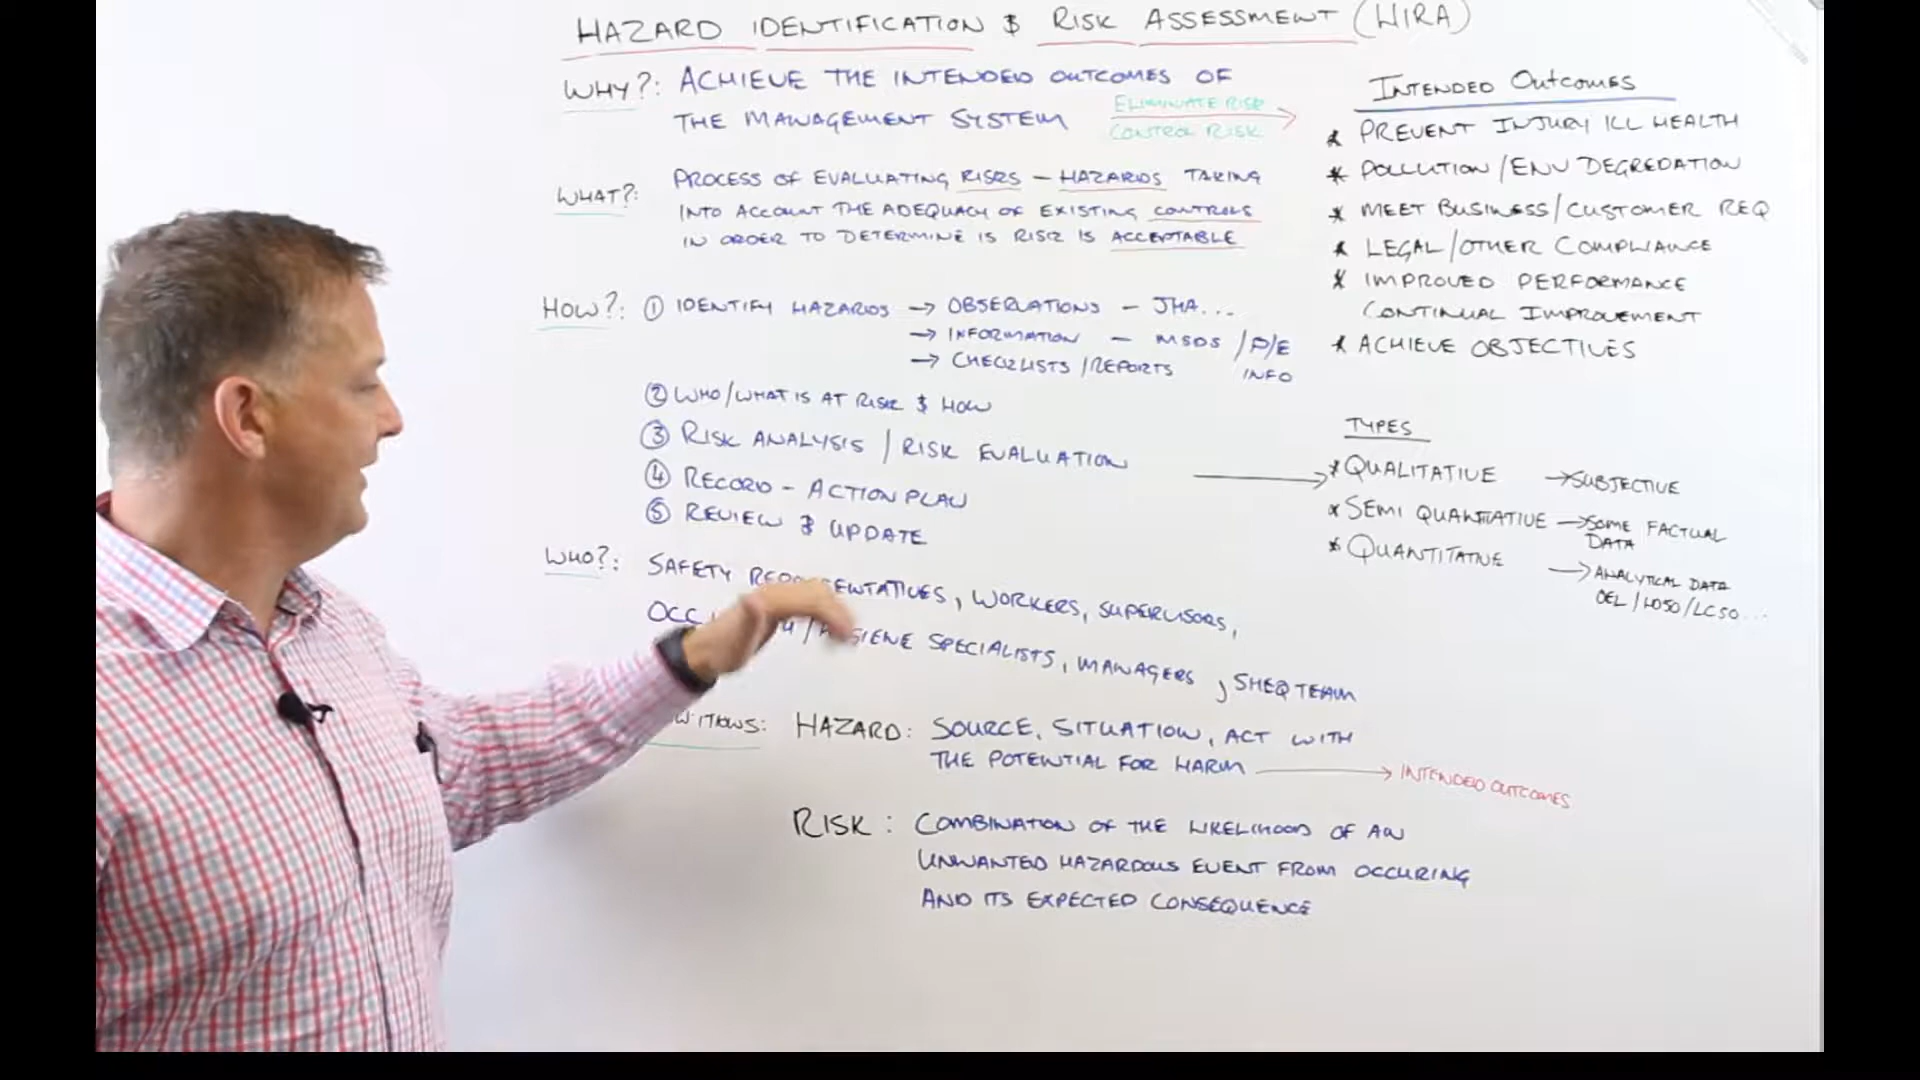 HAZARD IDENTIFICATION & RISK ASSESSMENT (HIRA)
WHY?: ACHIEVE THE INTENDED OUTCOMES OF
THE MANAGEMENT SYSTEM
ELIMINATE RISK
CONTROL RISK
WHAT?: PROCESS OF EVALUATING RISKS - HAZARDS TAKING
INTO ACCOUNT THE ADEQUACY OF EXISTING CONTROLS
IN ORDER TO DETERMINE IS RISK IS ACCEPTABLE
HOW?: ① IDENTIFY HAZARDS → OBSERVATIONS - JHA...
→ INFORMATION - MSDS / P/E
INFO
→ CHECKLISTS / REPORTS
② WHO/WHAT IS AT RISK & HOW
③ RISK ANALYSIS / RISK EVALUATION
④ RECORD - ACTION PLAN
⑤ REVIEW & UPDATE
WHO?: SAFETY REPRESENTATIVES, WORKERS, SUPERVISORS,
OCC / HYGIENE SPECIALISTS, MANAGERS, SHEQ TEAM
HAZARD: SOURCE, SITUATION, ACT WITH
THE POTENTIAL FOR HARM → INTENDED OUTCOMES
RISK: COMBINATION OF THE LIKELIHOOD OF AN
UNWANTED HAZARDOUS EVENT FROM OCCURING
AND ITS EXPECTED CONSEQUENCE
INTENDED OUTCOMES
* PREVENT INJURY ILL HEALTH
* POLLUTION / ENV DEGREDATION
* MEET BUSINESS / CUSTOMER REQ
* LEGAL / OTHER COMPLIANCE
* IMPROVED PERFORMANCE
CONTINUAL IMPROVEMENT
* ACHIEVE OBJECTIVES
TYPES
* QUALITATIVE → SUBJECTIVE
* SEMI QUANTITATIVE → SOME FACTUAL
DATA
* QUANTITATIVE
→ ANALYTICAL DATA
OEL / LD50 / LC50...